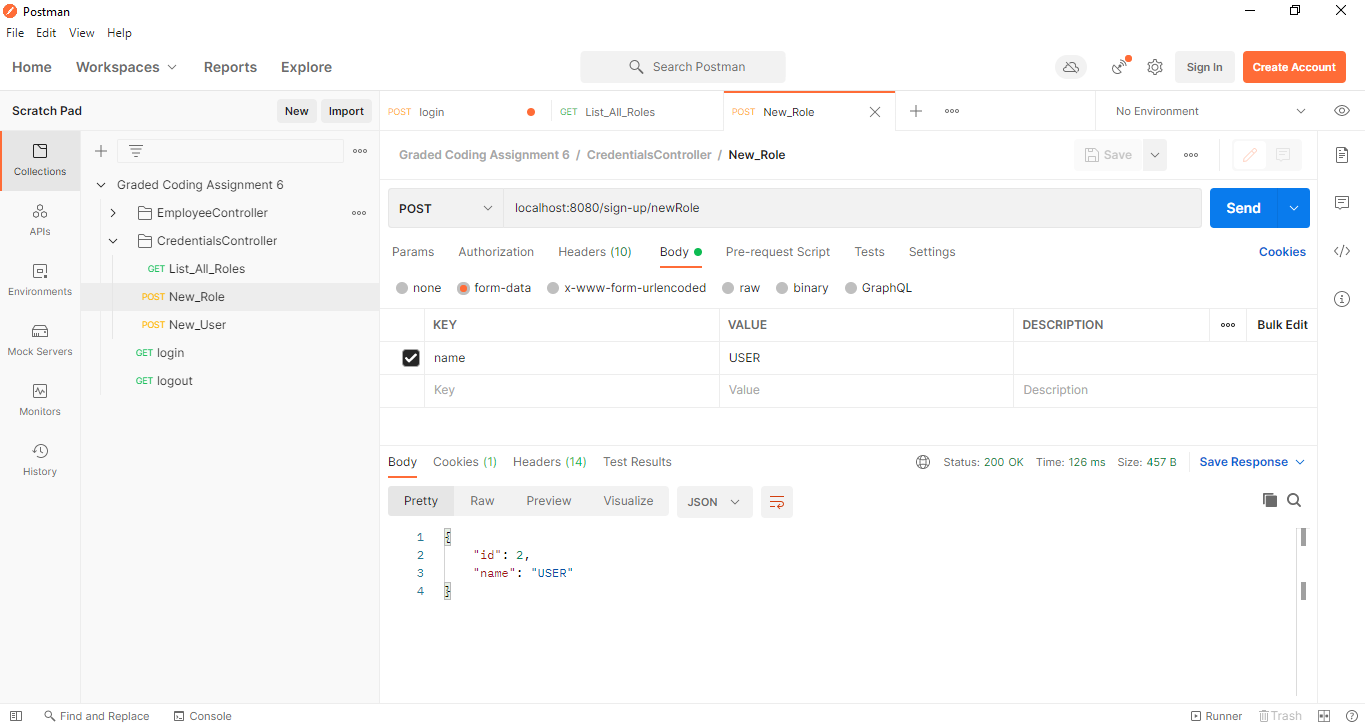 Postman
File Edit View Help
Home Workspaces Reports Explore Search Postman Sign In Create Account
Scratch Pad New Import
POST login GET List_All_Roles POST New_Role No Environment
Graded Coding Assignment 6 / CredentialsController / New_Role Save
Collections
APIs
Environments
Mock Servers
Monitors
History
Graded Coding Assignment 6
EmployeeController
CredentialsController
GET List_All_Roles
POST New_Role
POST New_User
GET login
GET logout
POST localhost:8080/sign-up/newRole Send
Params Authorization Headers (10) Body Pre-request Script Tests Settings Cookies
none form-data x-www-form-urlencoded raw binary GraphQL
KEY VALUE DESCRIPTION Bulk Edit
name USER
Key Value Description
Body Cookies (1) Headers (14) Test Results Status: 200 OK Time: 126 ms Size: 457 B Save Response
Pretty Raw Preview Visualize JSON
1 {
2 "id": 2,
3 "name": "USER"
4 }
Find and Replace Console Runner Trash